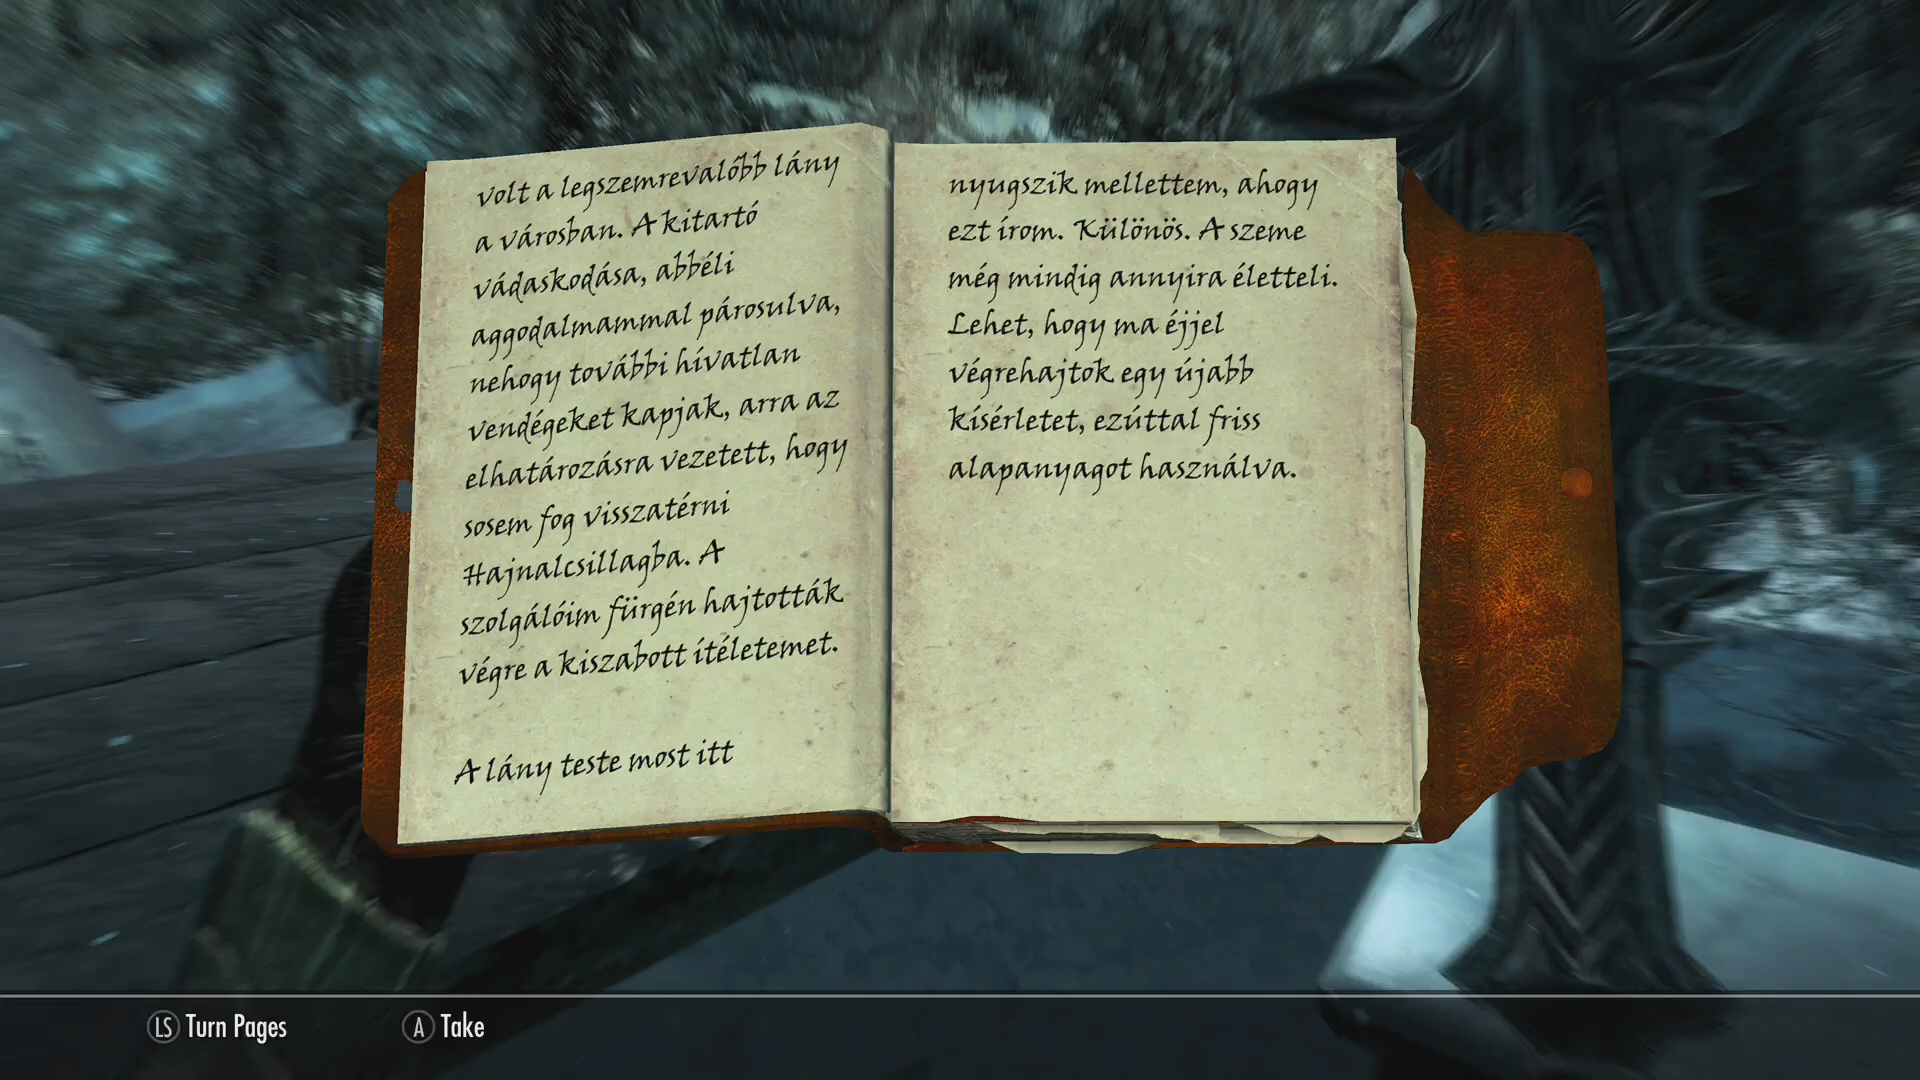 volt a legszemrevalőbb lány
a városban. A kitartó
vádaskodása, abbéli
aggodalmammal párosulva,
nehogy további hívatlan
vendégeket kapjak, arra az
elhatározásra vezetett, hogy
sosem fog visszatérni
Hajnalcsillagba. A
szolgálóim fürgén hajtották
végre a kiszabott ítéletemet.
A lány teste most itt
nyugszik mellettem, ahogy
ezt írom. Különös. A szeme
még mindig annyira életteli.
Lehet, hogy ma éjjel
végrehajtok egy újabb
kísérletet, ezúttal friss
alapanyagot használva.
LS Turn Pages
A Take